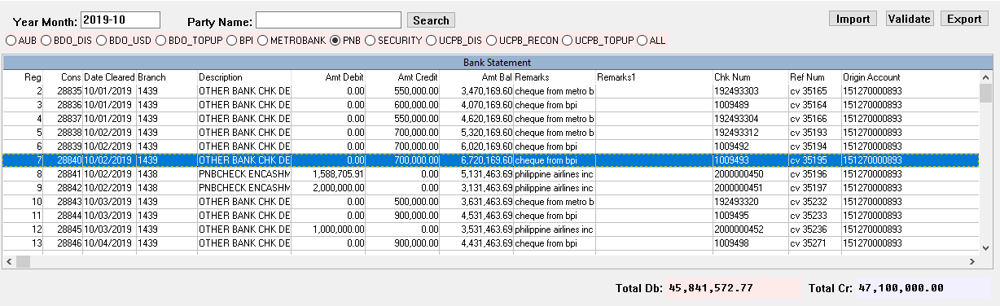 Year Month: 2019-10 Party Name: Search Import Validate Export
AUB BDO_DIS BDO_USD BDO_TOPUP BPI METROBANK PNB SECURITY UCPB_DIS UCPB_RECON UCPB_TOPUP ALL
Bank Statement
Reg Cons Date Cleared Branch Description Amt Debit Amt Credit Amt Bal Remarks Remarks1 Chk Num Ref Num Origin Account
2 28835 10/01/2019 1439 OTHER BANK CHK DE 0.00 550,000.00 3,470,169.60 cheque from metro b 192493303 cv 35165 151270000893
3 28836 10/01/2019 1439 OTHER BANK CHK DE 0.00 600,000.00 4,070,169.60 cheque from bpi 1009489 cv 35164 151270000893
4 28837 10/01/2019 1439 OTHER BANK CHK DE 0.00 550,000.00 4,620,169.60 cheque from metro b 192493304 cv 35166 151270000893
5 28838 10/02/2019 1439 OTHER BANK CHK DE 0.00 700,000.00 5,320,169.60 cheque from metro b 192493312 cv 35193 151270000893
6 28839 10/02/2019 1439 OTHER BANK CHK DE 0.00 700,000.00 6,020,169.60 cheque from bpi 1009492 cv 35194 151270000893
7 28840 10/02/2019 1439 OTHER BANK CHK DE 0.00 700,000.00 6,720,169.60 cheque from bpi 1009493 cv 35195 151270000893
8 28841 10/02/2019 1438 PNBCHECK ENCASHM 1,588,705.91 0.00 5,131,463.69 philippine airlines inc 2000000450 cv 35196 151270000893
9 28842 10/02/2019 1438 PNBCHECK ENCASHM 2,000,000.00 0.00 3,131,463.69 philippine airlines inc 2000000451 cv 35197 151270000893
10 28843 10/03/2019 1439 OTHER BANK CHK DE 0.00 500,000.00 3,631,463.69 cheque from metro b 192493320 cv 35232 151270000893
11 28844 10/03/2019 1439 OTHER BANK CHK DE 0.00 900,000.00 4,531,463.69 cheque from bpi 1009495 cv 35233 151270000893
12 28845 10/03/2019 1439 OTHER BANK CHK DE 1,000,000.00 0.00 3,531,463.69 philippine airlines inc 2000000452 cv 35236 151270000893
13 28846 10/04/2019 1439 OTHER BANK CHK DE 0.00 900,000.00 4,431,463.69 cheque from bpi 1009498 cv 35271 151270000893
Total Db: 45,841,572.77 Total Cr: 47,100,000.00